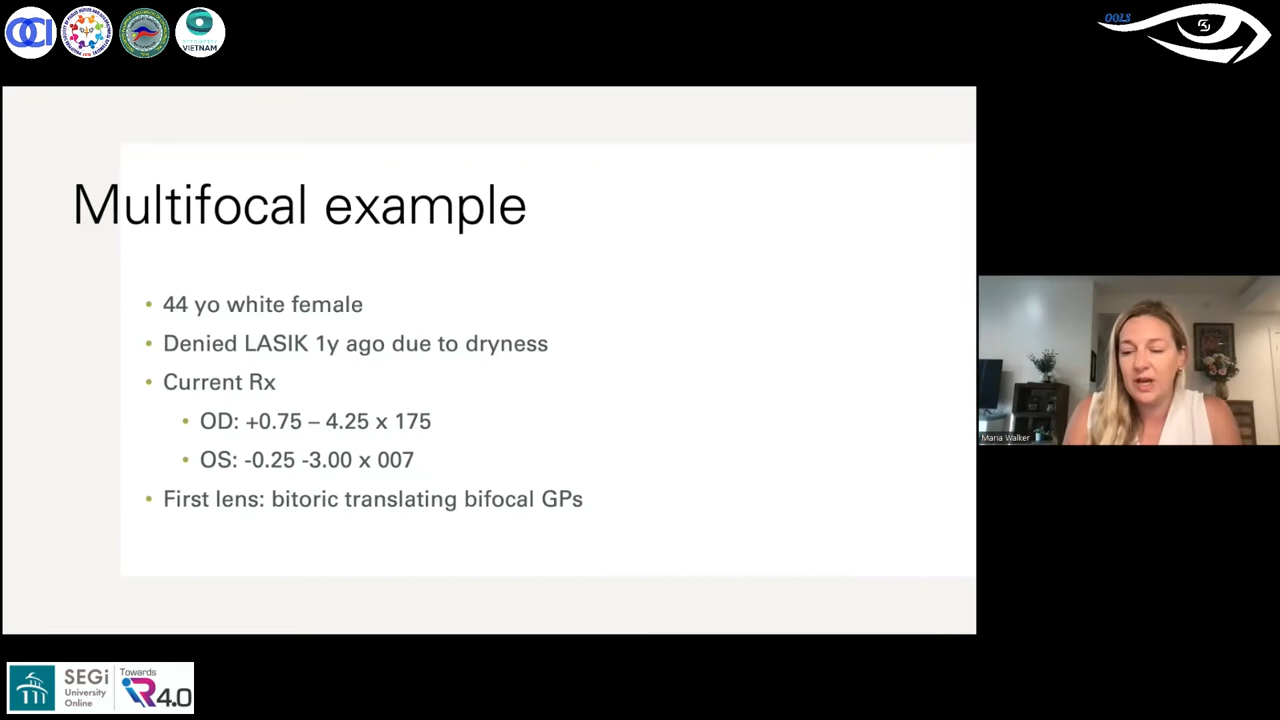 OCI
VIETNAM
OOLS
Multifocal example
• 44 yo white female
• Denied LASIK 1y ago due to dryness
• Current Rx
• OD: +0.75 – 4.25 x 175
• OS: -0.25 -3.00 x 007
• First lens: bitoric translating bifocal GPs
Maria Walker
SEGi
University
Online
Towards
iR4.0